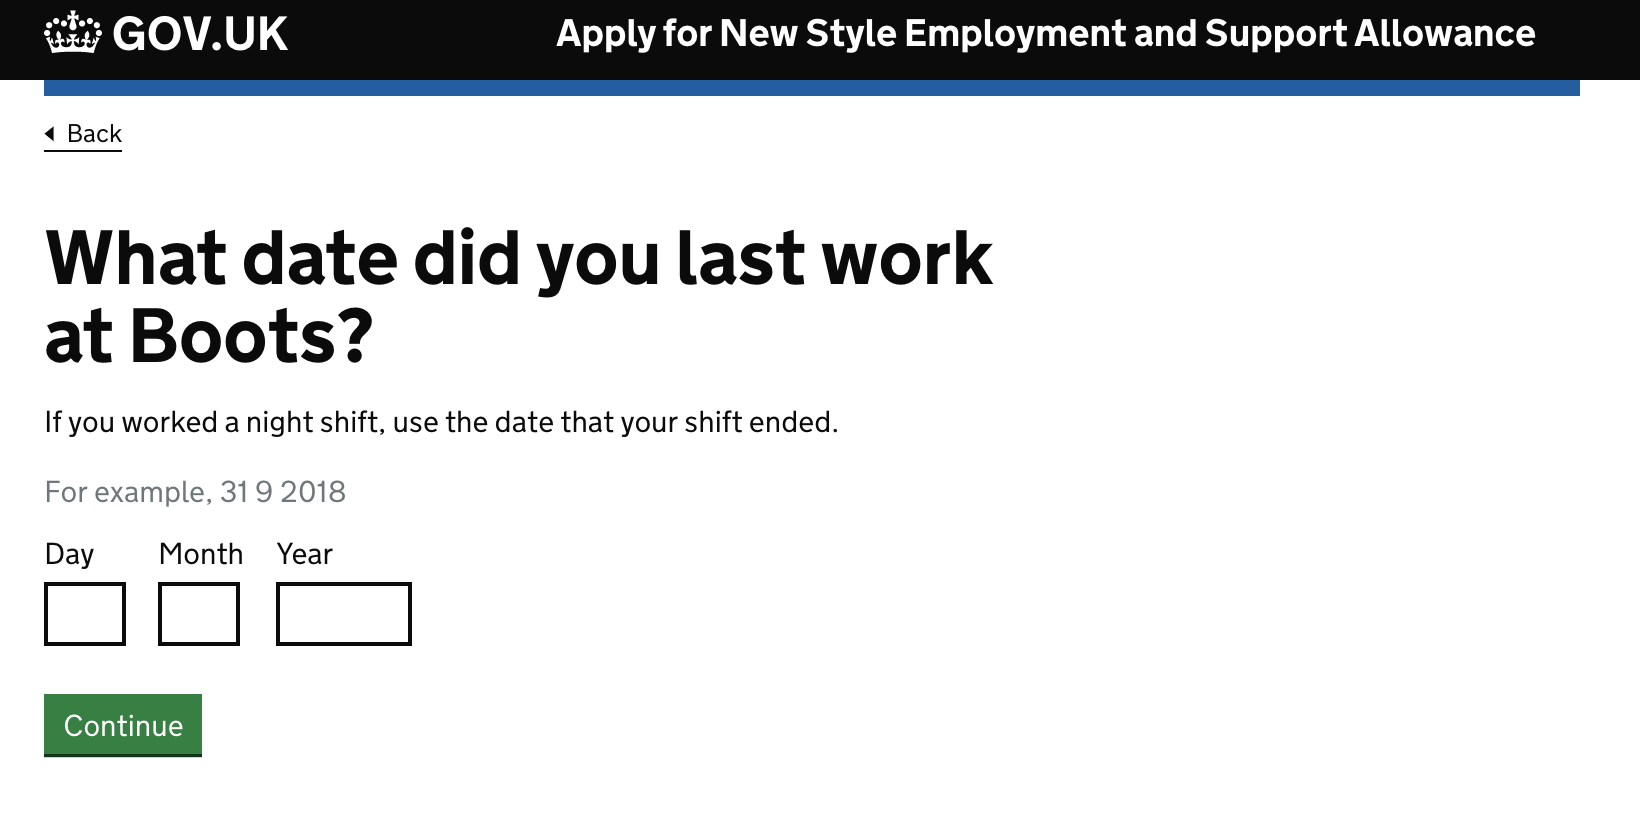 GOV.UK
Apply for New Style Employment and Support Allowance
Back
What date did you last work
at Boots?
If you worked a night shift, use the date that your shift ended.
For example, 31 9 2018
Day Month Year
Continue